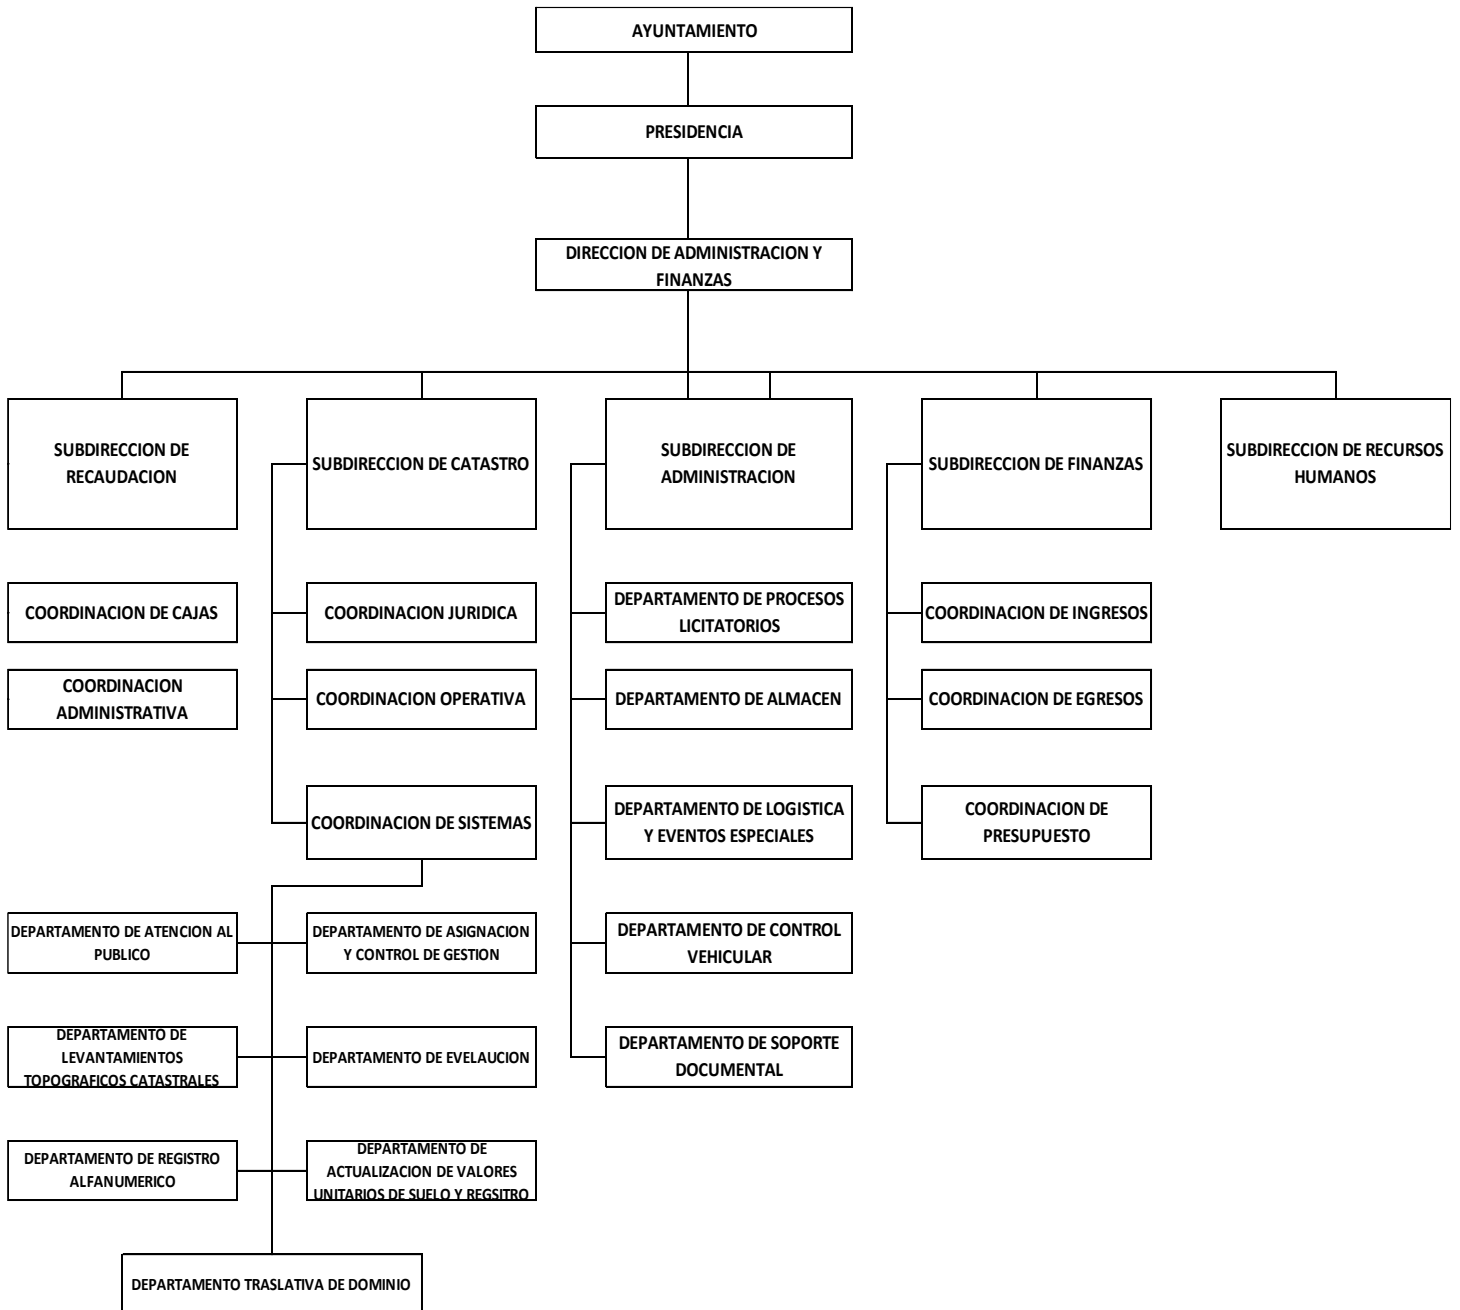 AYUNTAMIENTO
PRESIDENCIA
DIRECCION DE ADMINISTRACION Y
FINANZAS
SUBDIRECCION DE
RECAUDACION
SUBDIRECCION DE CATASTRO
SUBDIRECCION DE
ADMINISTRACION
SUBDIRECCION DE FINANZAS
SUBDIRECCION DE RECURSOS
HUMANOS
COORDINACION DE CAJAS
COORDINACION JURIDICA
DEPARTAMENTO DE PROCESOS
LICITATORIOS
COORDINACION DE INGRESOS
COORDINACION
ADMINISTRATIVA
COORDINACION OPERATIVA
DEPARTAMENTO DE ALMACEN
COORDINACION DE EGRESOS
COORDINACION DE SISTEMAS
DEPARTAMENTO DE LOGISTICA
Y EVENTOS ESPECIALES
COORDINACION DE
PRESUPUESTO
DEPARTAMENTO DE ATENCION AL
PUBLICO
DEPARTAMENTO DE ASIGNACION
Y CONTROL DE GESTION
DEPARTAMENTO DE CONTROL
VEHICULAR
DEPARTAMENTO DE
LEVANTAMIENTOS
TOPOGRAFICOS CATASTRALES
DEPARTAMENTO DE EVELAUCION
DEPARTAMENTO DE SOPORTE
DOCUMENTAL
DEPARTAMENTO DE REGISTRO
ALFANUMERICO
DEPARTAMENTO DE
ACTUALIZACION DE VALORES
UNITARIOS DE SUELO Y REGSITRO
DEPARTAMENTO TRASLATIVA DE DOMINIO